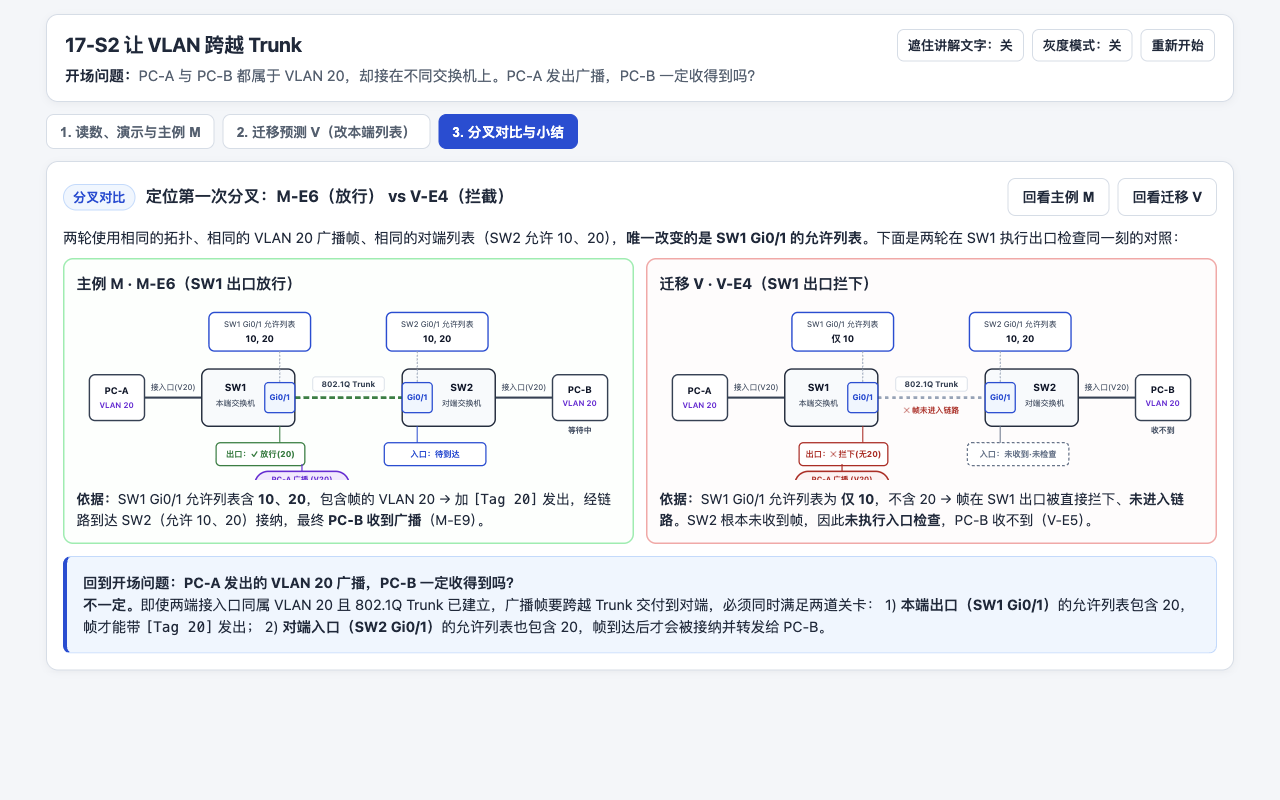 17-S2 让 VLAN 跨越 Trunk
遮住讲解文字：关
灰度模式：关
重新开始
开场问题：PC-A 与 PC-B 都属于 VLAN 20，却接在不同交换机上。PC-A 发出广播，PC-B 一定收得到吗？
1. 读数、演示与主例 M
2. 迁移预测 V（改本端列表）
3. 分叉对比与小结
分叉对比
定位第一次分叉：M-E6（放行） vs V-E4（拦截）
回看主例 M
回看迁移 V
两轮使用相同的拓扑、相同的 VLAN 20 广播帧、相同的对端列表（SW2 允许 10、20），唯一改变的是 SW1 Gi0/1 的允许列表。下面是两轮在 SW1 执行出口检查同一刻的对照：
主例 M · M-E6（SW1 出口放行）
SW1 Gi0/1 允许列表
10, 20
SW2 Gi0/1 允许列表
10, 20
PC-A
VLAN 20
接入口(V20)
SW1
本端交换机
Gi0/1
802.1Q Trunk
Gi0/1
SW2
对端交换机
接入口(V20)
PC-B
VLAN 20
等待中
出口：✓ 放行(20)
入口：待到达
PC-A 广播 (V20)
依据：SW1 Gi0/1 允许列表含 10、20，包含帧的 VLAN 20 → 加 [Tag 20] 发出，经链
路到达 SW2（允许 10、20）接纳，最终 PC-B 收到广播（M-E9）。
迁移 V · V-E4（SW1 出口拦下）
SW1 Gi0/1 允许列表
仅 10
SW2 Gi0/1 允许列表
10, 20
PC-A
VLAN 20
接入口(V20)
SW1
本端交换机
Gi0/1
802.1Q Trunk
✕ 帧未进入链路
Gi0/1
SW2
对端交换机
接入口(V20)
PC-B
VLAN 20
收不到
出口：✕ 拦下(无20)
入口：未收到·未检查
PC-A 广播 (V20)
依据：SW1 Gi0/1 允许列表为 仅 10，不含 20 → 帧在 SW1 出口被直接拦下、未进入链
路。SW2 根本未收到帧，因此未执行入口检查，PC-B 收不到（V-E5）。
回到开场问题：PC-A 发出的 VLAN 20 广播，PC-B 一定收得到吗？
不一定。即使两端接入口同属 VLAN 20 且 802.1Q Trunk 已建立，广播帧要跨越 Trunk 交付到对端，必须同时满足两道关卡： 1) 本端出口（SW1 Gi0/1）的允许列表包含 20，
帧才能带 [Tag 20] 发出； 2) 对端入口（SW2 Gi0/1）的允许列表也包含 20，帧到达后才会被接纳并转发给 PC-B。